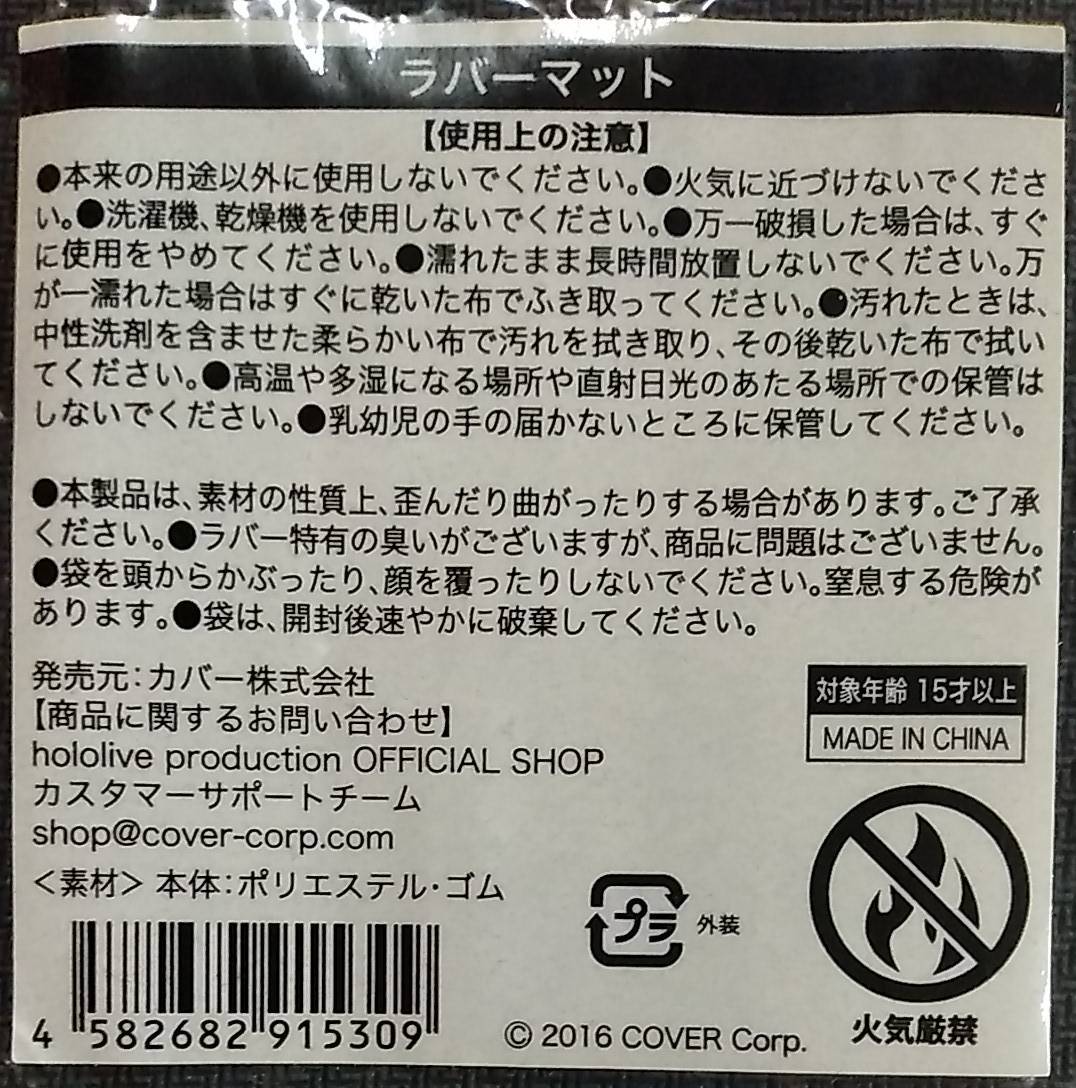 ラバーマット
【使用上の注意】
●本来の用途以外に使用しないでください。●火気に近づけないでくださ
い。●洗濯機、乾燥機を使用しないでください。●万一破損した場合は、すぐ
に使用をやめてください。●濡れたまま長時間放置しないでください。万
が一濡れた場合はすぐに乾いた布でふき取ってください。●汚れたときは、
中性洗剤を含ませた柔らかい布で汚れを拭き取り、その後乾いた布で拭い
てください。●高温や多湿になる場所や直射日光のあたる場所での保管は
しないでください。●乳幼児の手の届かないところに保管してください。
●本製品は、素材の性質上、歪んだり曲がったりする場合があります。ご了承
ください。●ラバー特有の臭いがございますが、商品に問題はございません。
●袋を頭からかぶったり、顔を覆ったりしないでください。窒息する危険が
あります。●袋は、開封後速やかに破棄してください。
発売元：カバー株式会社
【商品に関するお問い合わせ】
hololive production OFFICIAL SHOP
カスタマーサポートチーム
shop@cover-corp.com
＜素材＞ 本体：ポリエステル・ゴム
対象年齢 15才以上
MADE IN CHINA
プラ 外装
火気厳禁
4 582682 915309
© 2016 COVER Corp.